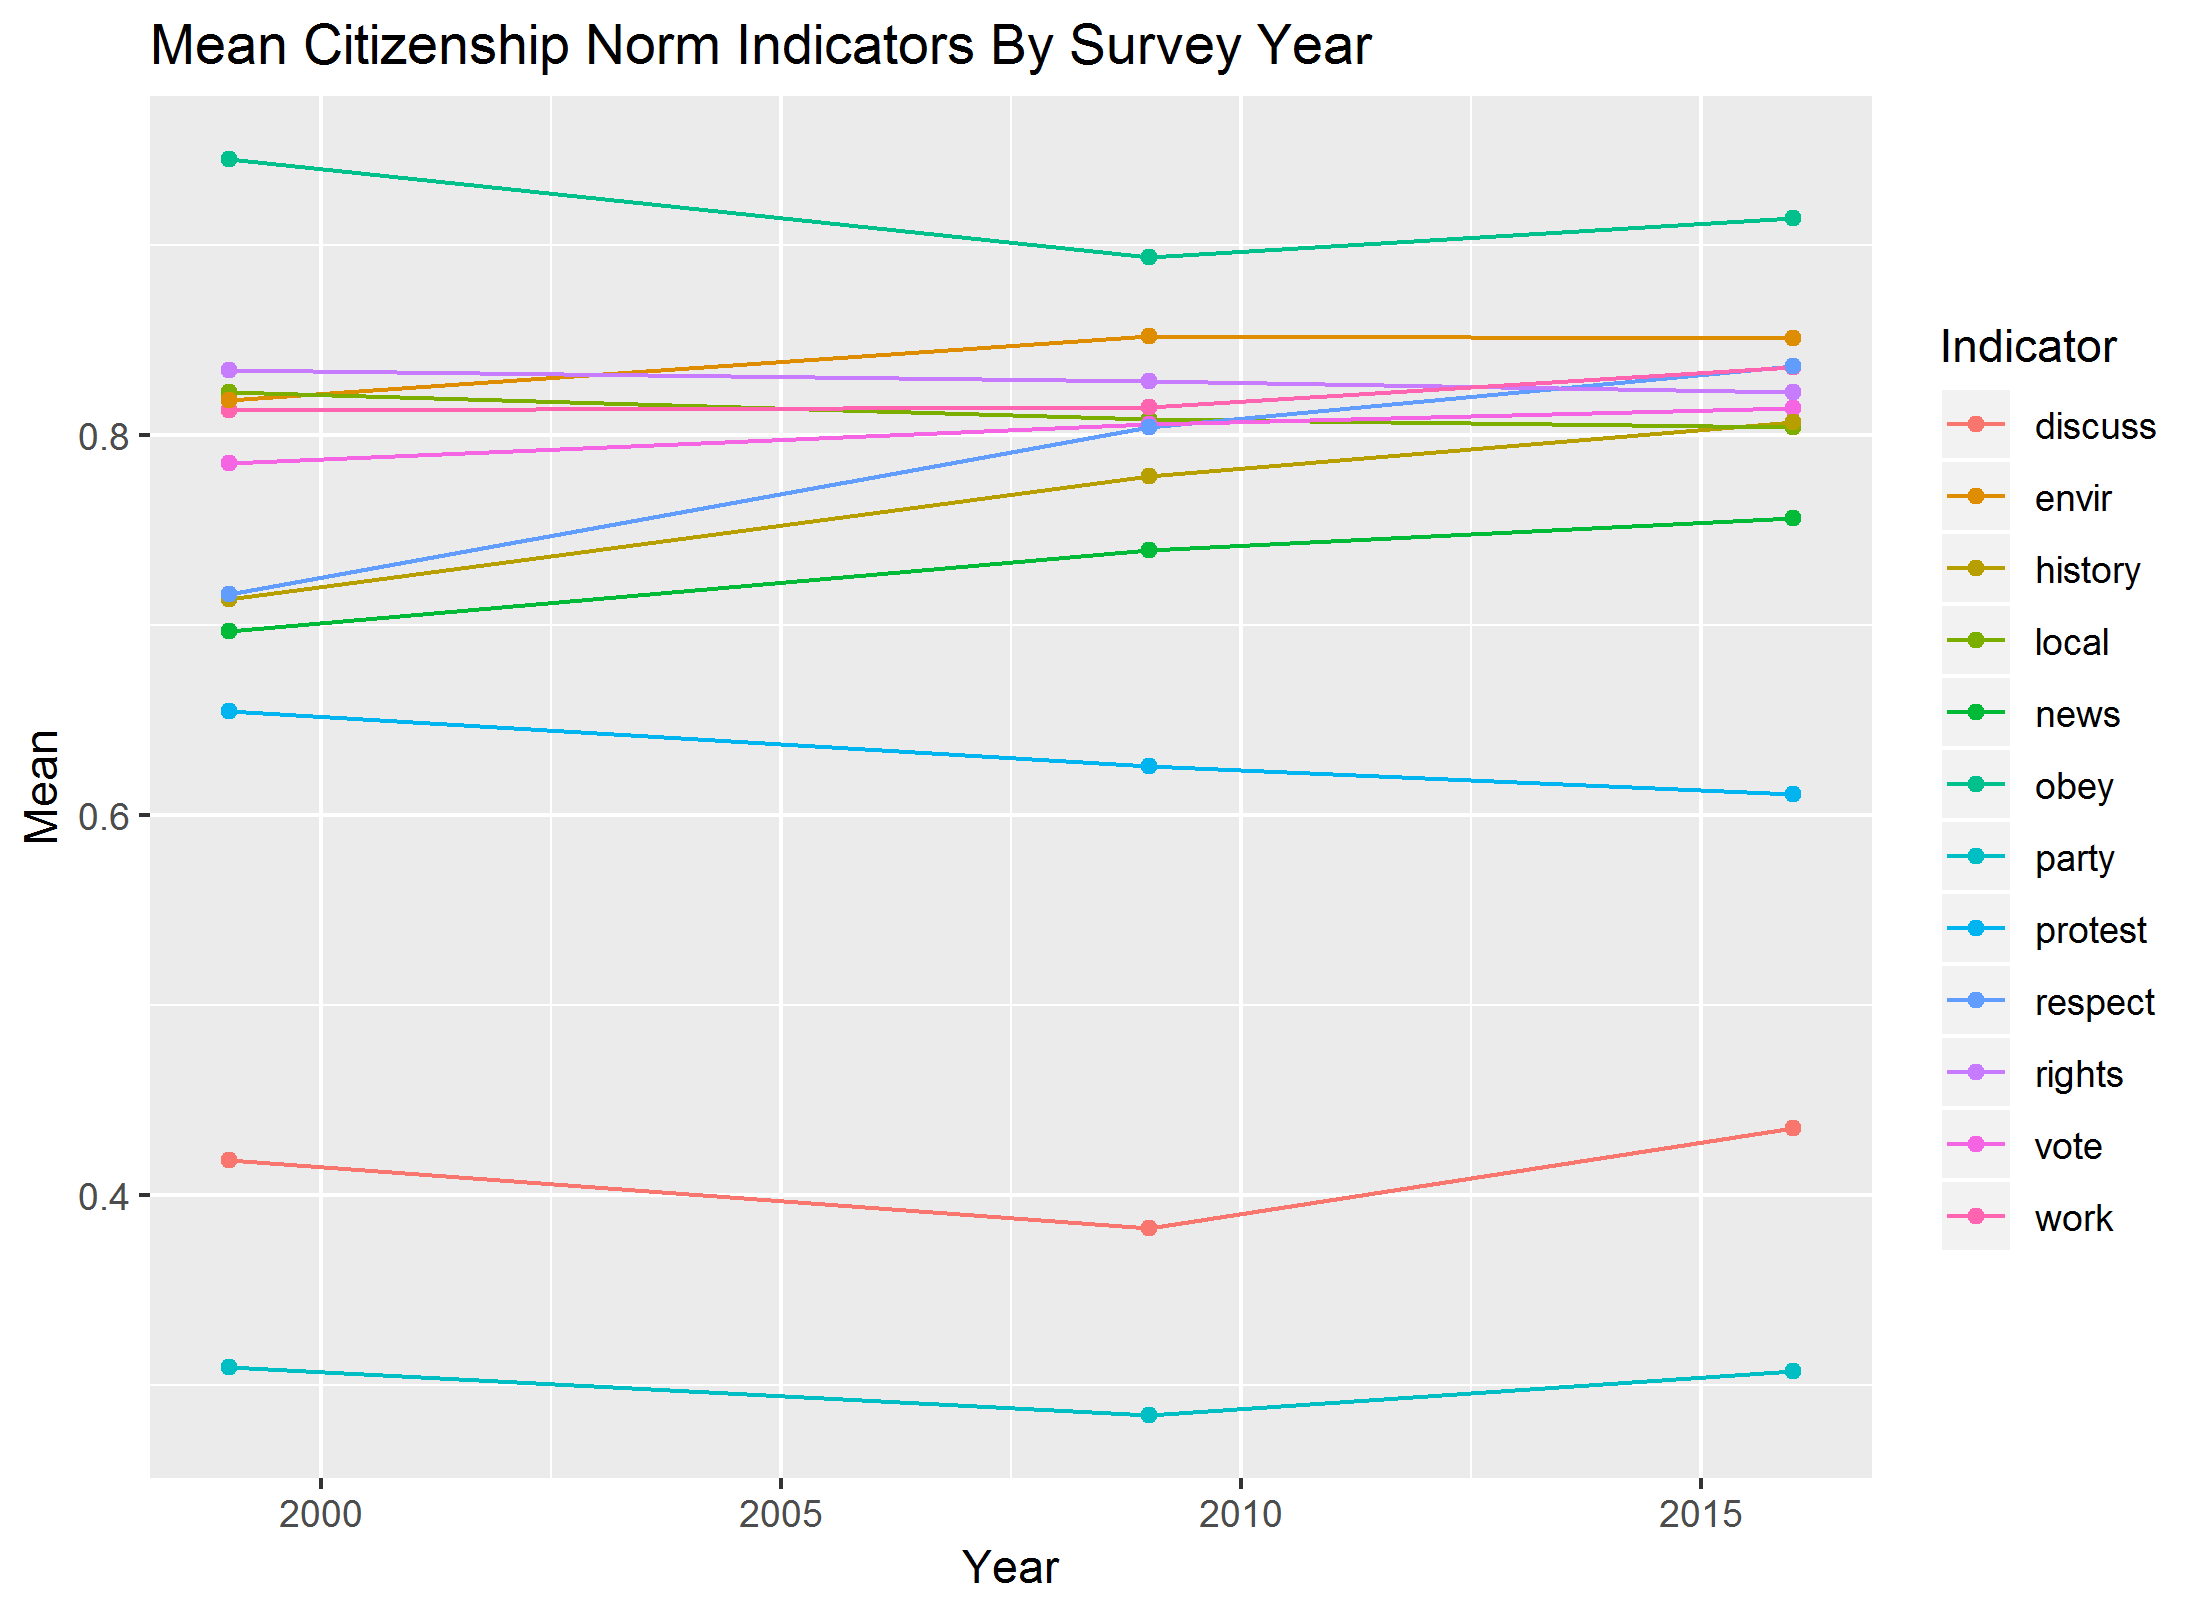 Mean Citizenship Norm Indicators By Survey Year
Mean
0.8
0.6
0.4
2000
2005
2010
2015
Year
Indicator
discuss
envir
history
local
news
obey
party
protest
respect
rights
vote
work